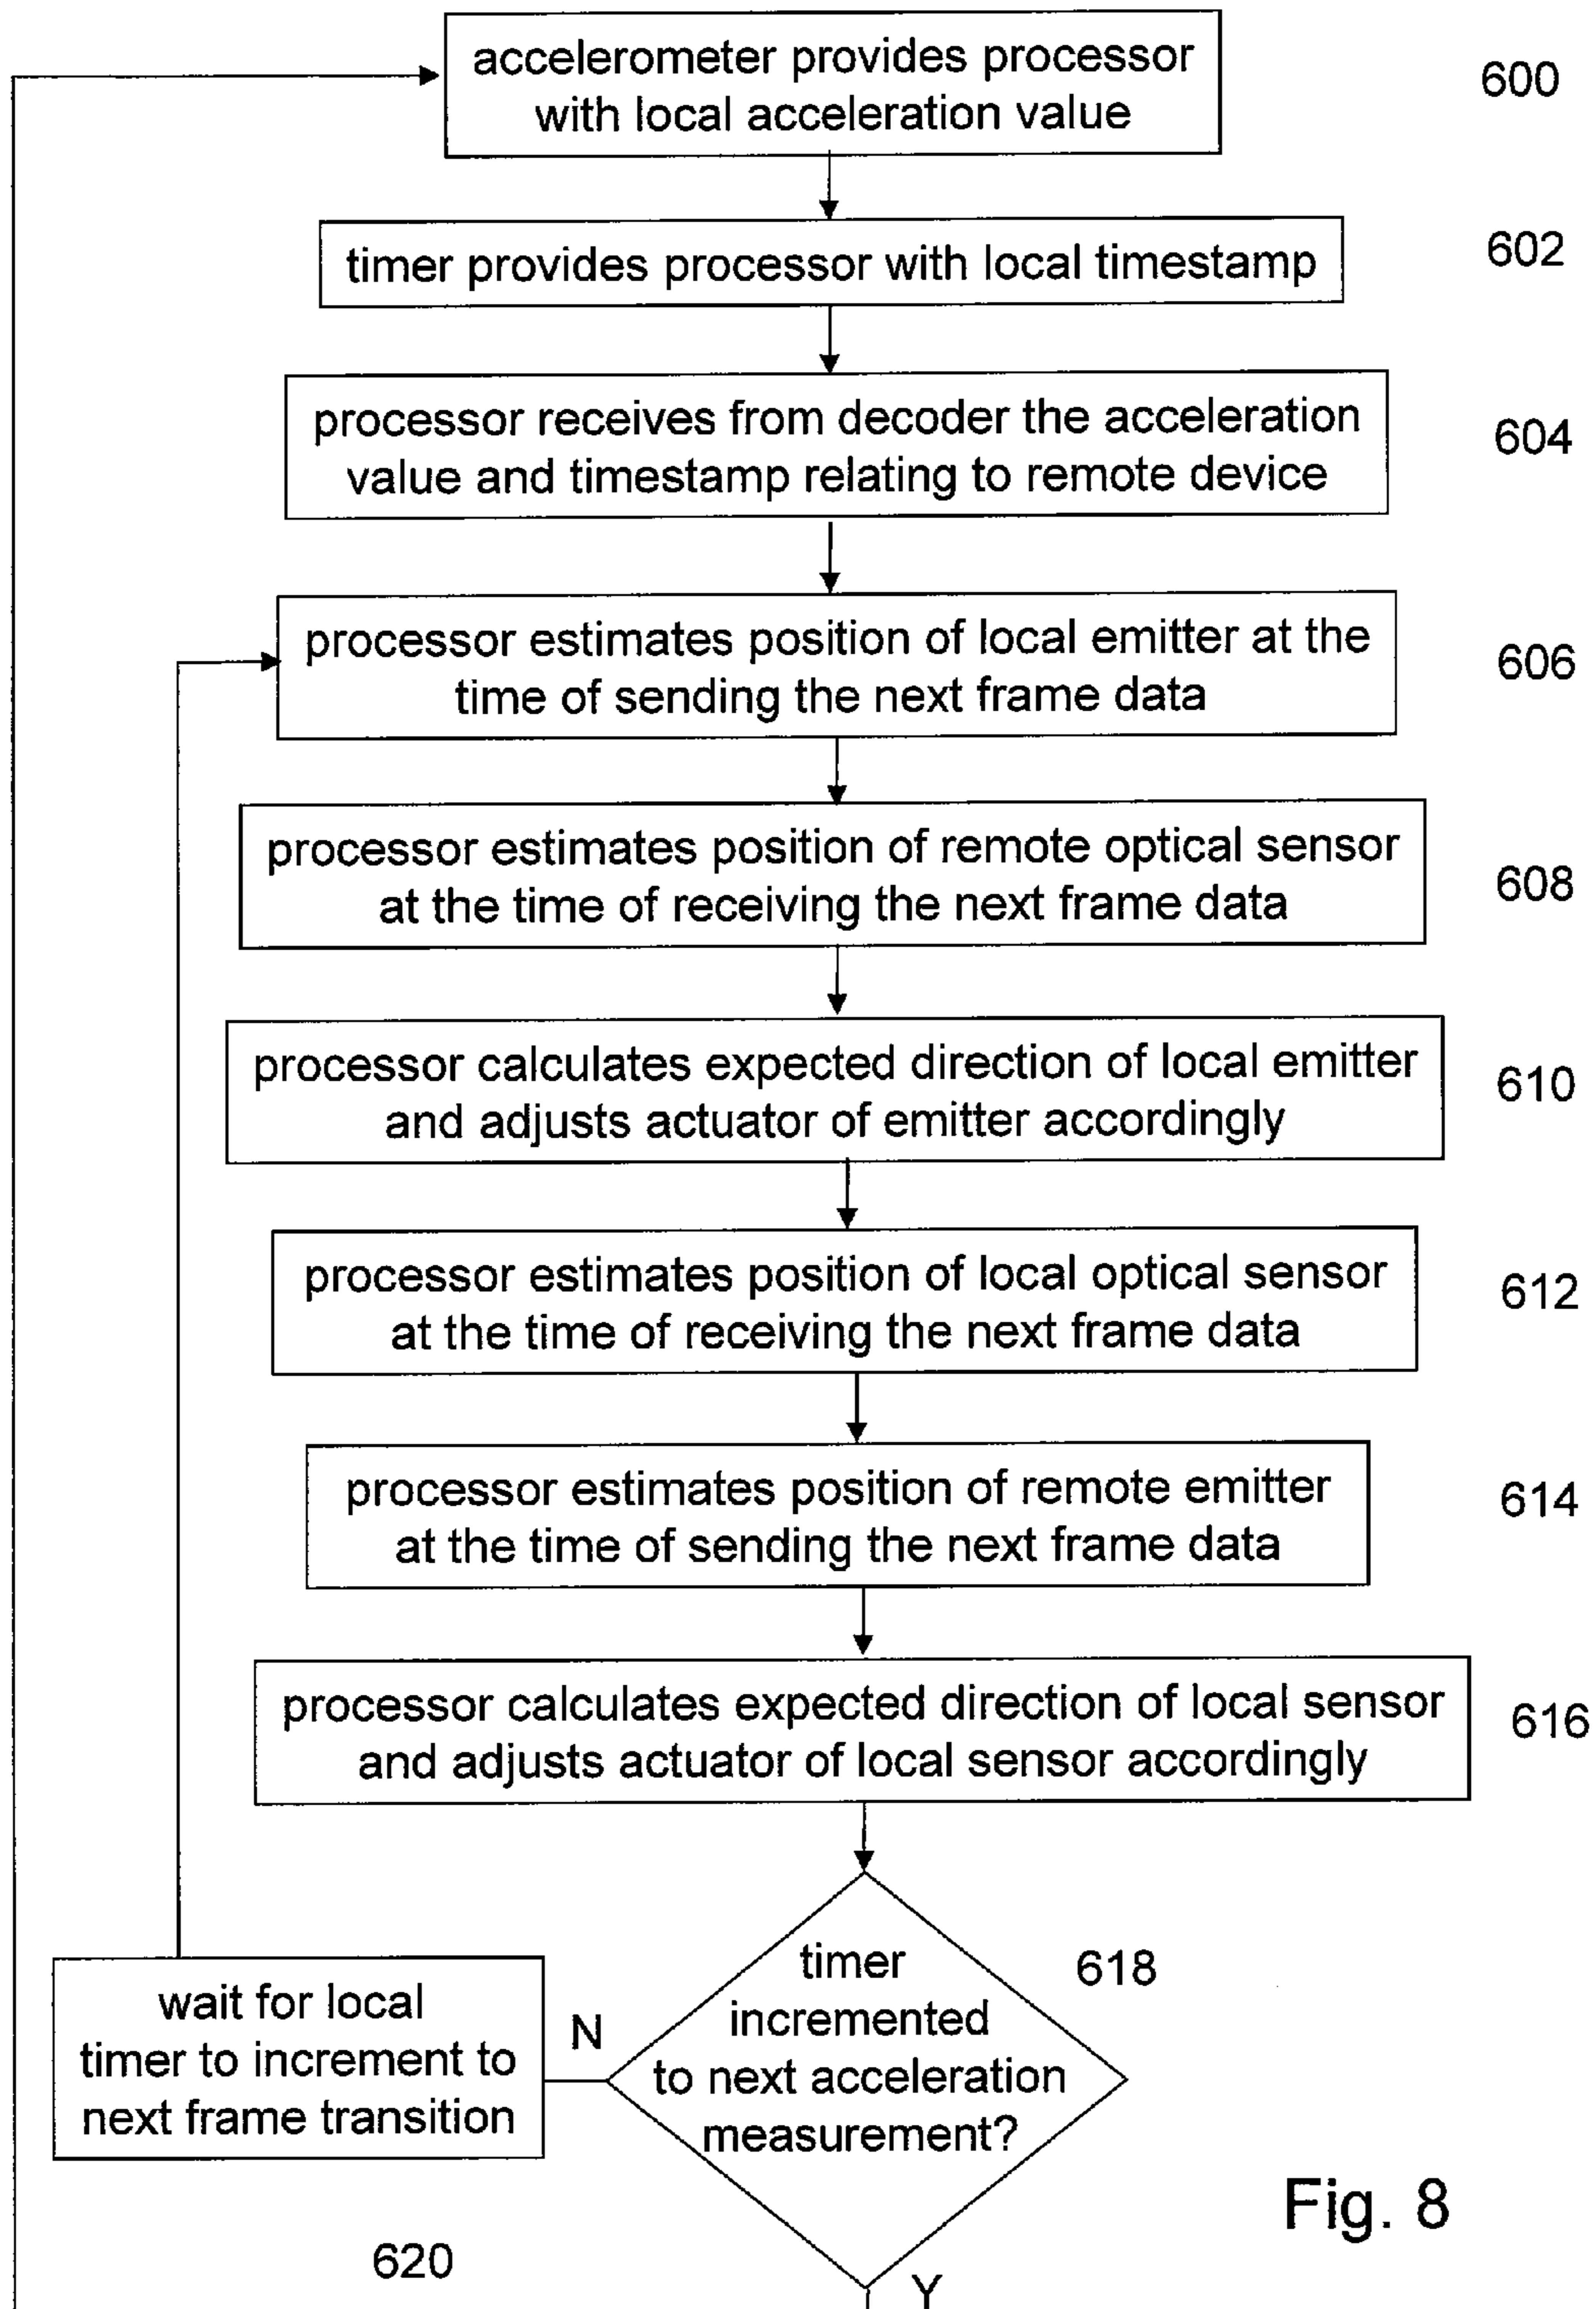 accelerometer provides processor
with local acceleration value
600
timer provides processor with local timestamp
602
processor receives from decoder the acceleration
value and timestamp relating to remote device
604
processor estimates position of local emitter at the
time of sending the next frame data
606
processor estimates position of remote optical sensor
at the time of receiving the next frame data
608
processor calculates expected direction of local emitter
and adjusts actuator of emitter accordingly
610
processor estimates position of local optical sensor
at the time of receiving the next frame data
612
processor estimates position of remote emitter
at the time of sending the next frame data
614
processor calculates expected direction of local sensor
and adjusts actuator of local sensor accordingly
616
timer
incremented
to next acceleration
measurement?
618
N
wait for local
timer to increment to
next frame transition
620
Y
Fig. 8